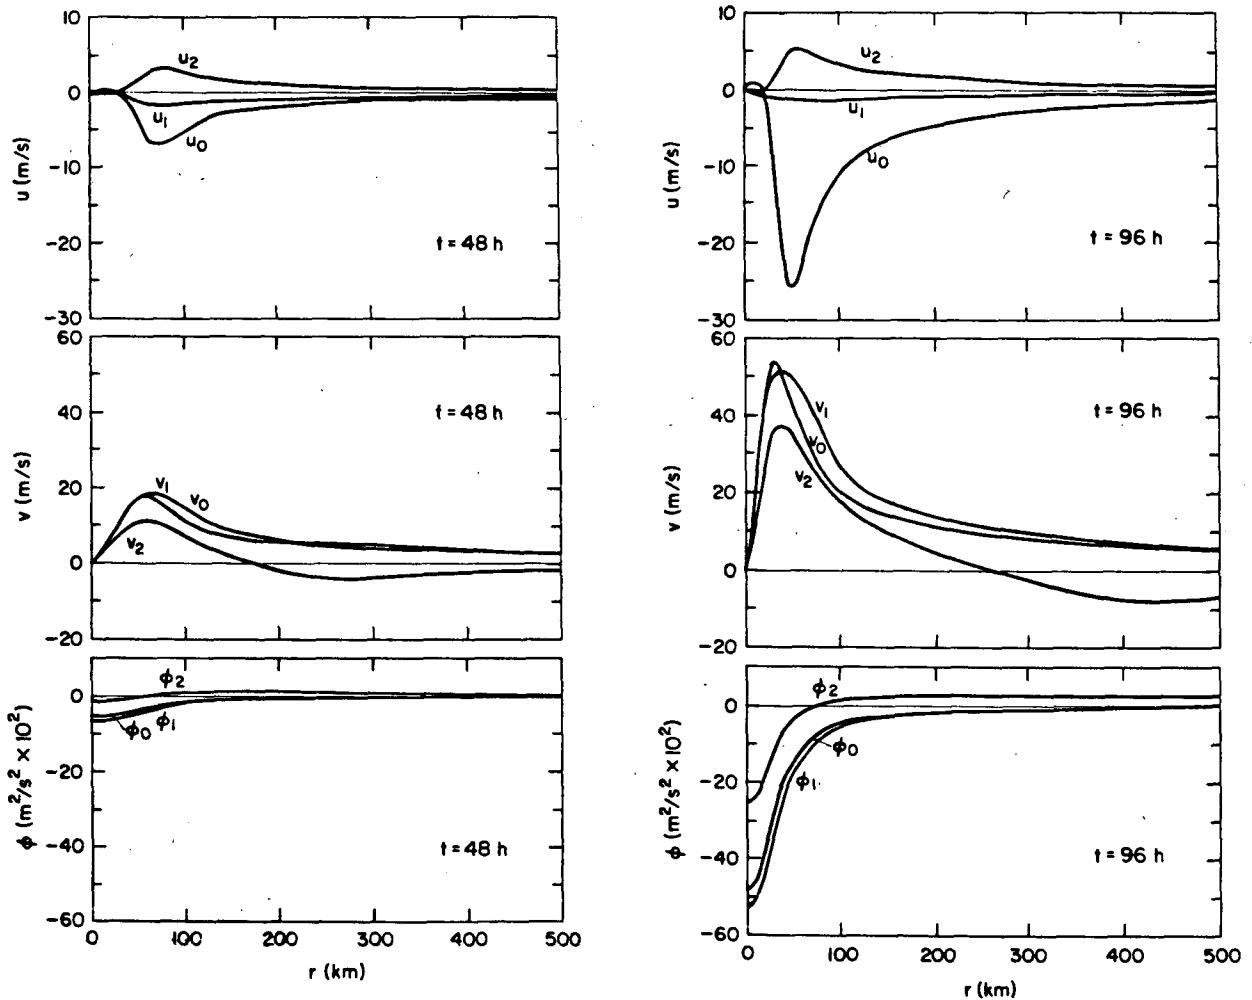 10
0
-10
-20
-30
u (m/s)
u₂
u₁
u₀
t = 48 h
60
40
20
0
-20
v (m/s)
v₁
v₀
v₂
t = 48 h
0
-20
-40
-60
ϕ (m²/s² × 10²)
ϕ₂
ϕ₀
ϕ₁
t = 48 h
0 100 200 300 400 500
r (km)
10
0
-10
-20
-30
u (m/s)
u₂
u₁
u₀
t = 96 h
60
40
20
0
-20
v (m/s)
v₁
v₀
v₂
t = 96 h
0
-20
-40
-60
ϕ (m²/s² × 10²)
ϕ₂
ϕ₀
ϕ₁
t = 96 h
0 100 200 300 400 500
r (km)